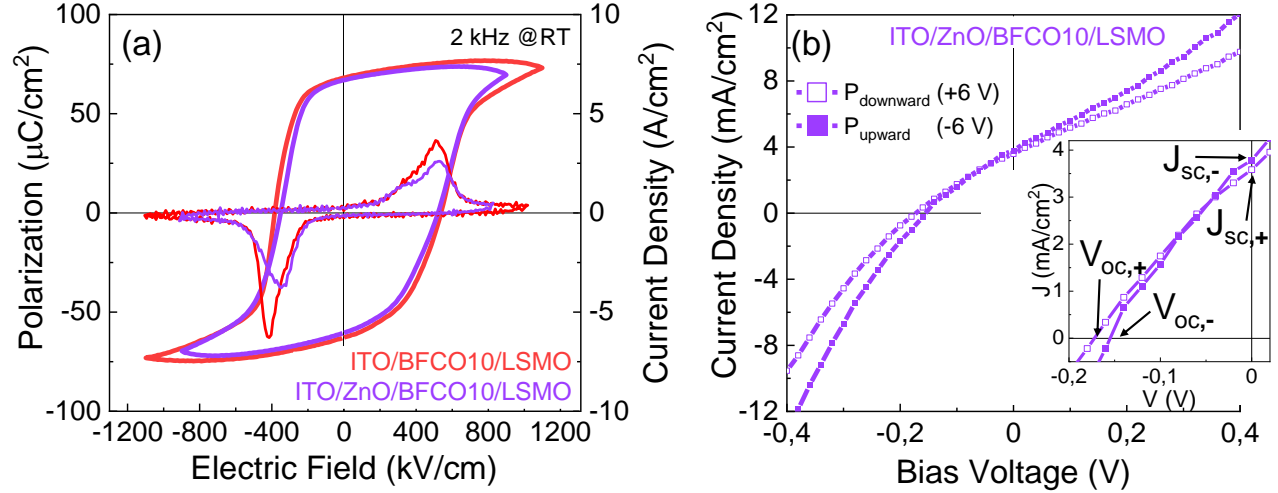 (a)
2 kHz @RT
ITO/BFCO10/LSMO
ITO/ZnO/BFCO10/LSMO
Polarization (μC/cm²)
100
75
50
25
0
-25
-50
-75
-100
-1200
-800
-400
0
400
800
1200
Electric Field (kV/cm)
10
5
0
-5
-10
Current Density (A/cm²)
(b)
ITO/ZnO/BFCO10/LSMO
P_downward (+6 V)
P_upward (-6 V)
Current Density (mA/cm²)
12
8
4
0
-4
-8
-12
-0,4
-0,2
0
0,2
0,4
Bias Voltage (V)
J_SC,-
J_SC,+
V_OC,+
V_OC,-
J (mA/cm²)
4
3
2
1
0
-0,2
-0,1
0
V (V)